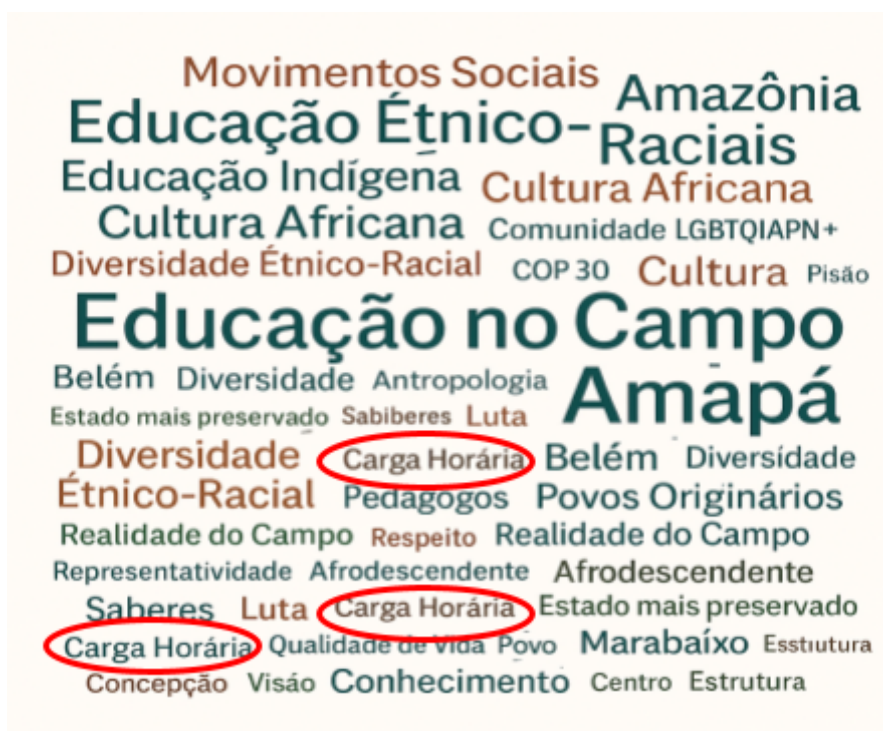 Movimentos Sociais
Amazônia
Educação Étnico-
Raciais
Educação Indígena Cultura Africana
Cultura Africana Comunidade LGBTQIAPN+
Diversidade Étnico-Racial COP 30 Cultura Pisão
Educação no Campo
Belém Diversidade Antropologia Amapá
Estado mais preservado Sabiberes Luta
Diversidade Carga Horária Belém Diversidade
Étnico-Racial Pedagogos Povos Originários
Realidade do Campo Respeito Realidade do Campo
Representatividade Afrodescendente Afrodescendente
Saberes Luta Carga Horária Estado mais preservado
Carga Horária Qualidade de Vida Povo Marabaíxo Esstıutura
Concepção Visáo Conhecimento Centro Estrutura